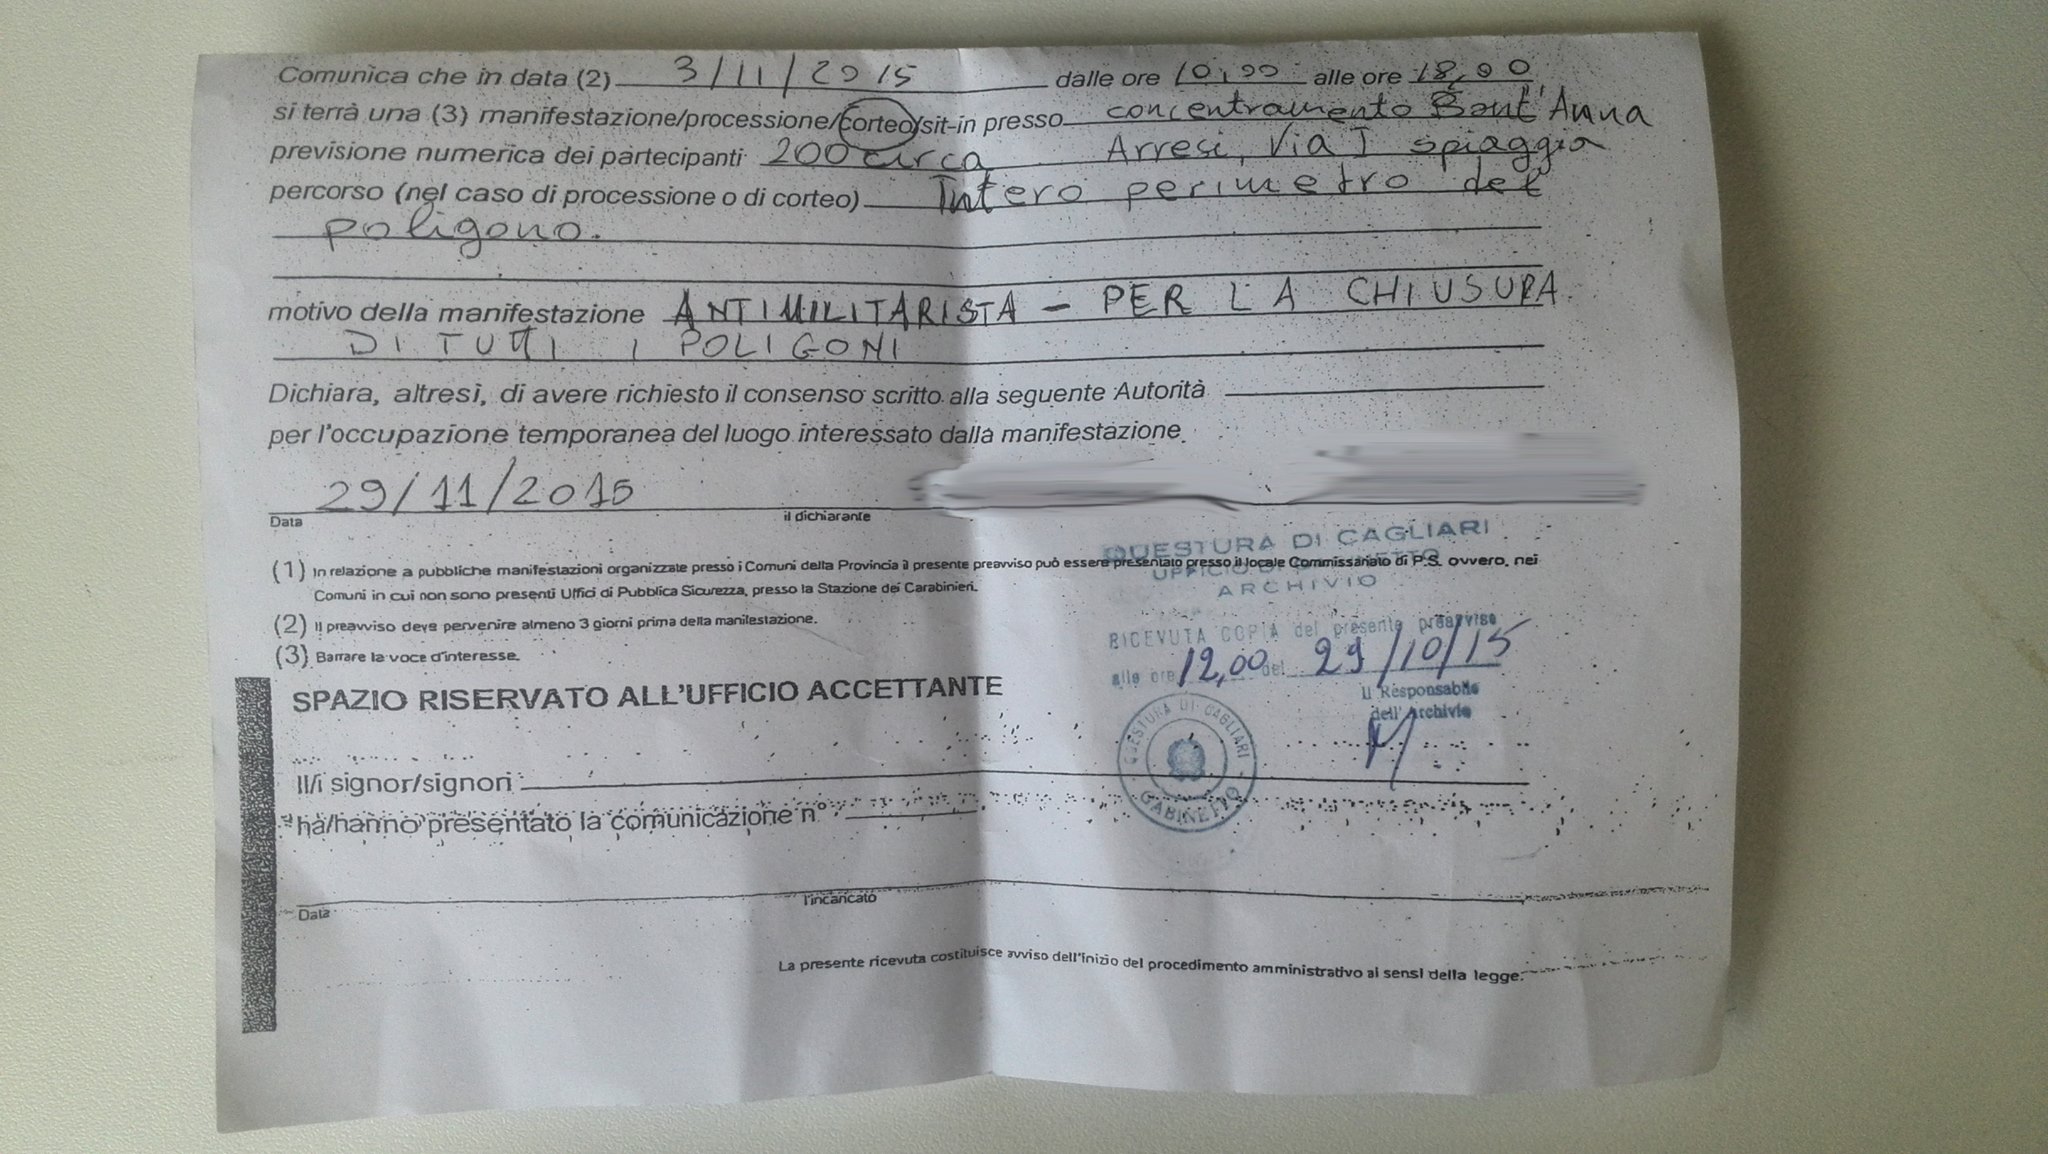 Comunica che in data (2) 3/11/2015 dalle ore 10,00 alle ore 18,00
si terrà una (3) manifestazione/processione/corteo/sit-in presso concentramento Sant'Anna
previsione numerica dei partecipanti 200 circa Arresi, Via I spiaggia
percorso (nel caso di processione o di corteo) Intero perimetro del
poligono.
motivo della manifestazione ANTIMILITARISTA - PER LA CHIUSURA
DI TUTTI I POLIGONI
Dichiara, altresì, di avere richiesto il consenso scritto alla seguente Autorità
per l'occupazione temporanea del luogo interessato dalla manifestazione.
29/11/2015
Data il dichiarante
QUESTURA DI CAGLIARI
UFFICIO DI GABINETTO
ARCHIVIO
(1) In relazione a pubbliche manifestazioni organizzate presso i Comuni della Provincia il presente preavviso può essere presentato presso il locale Commissariato di P.S. ovvero, nei
Comuni in cui non sono presenti Uffici di Pubblica Sicurezza, presso la Stazione dei Carabinieri.
(2) Il preavviso deve pervenire almeno 3 giorni prima della manifestazione.
(3) Barrare la voce d'interesse.
RICEVUTA COPIA del presente preavviso
alle ore 12,00 del 29/10/15
Il Responsabile
dell'Archivio
SPAZIO RISERVATO ALL'UFFICIO ACCETTANTE
QUESTURA DI CAGLIARI
GABINETTO
Il/i signor/signori
ha/hanno presentato la comunicazione n°
Data l'incaricato
La presente ricevuta costituisce avviso dell'inizio del procedimento amministrativo ai sensi della legge.